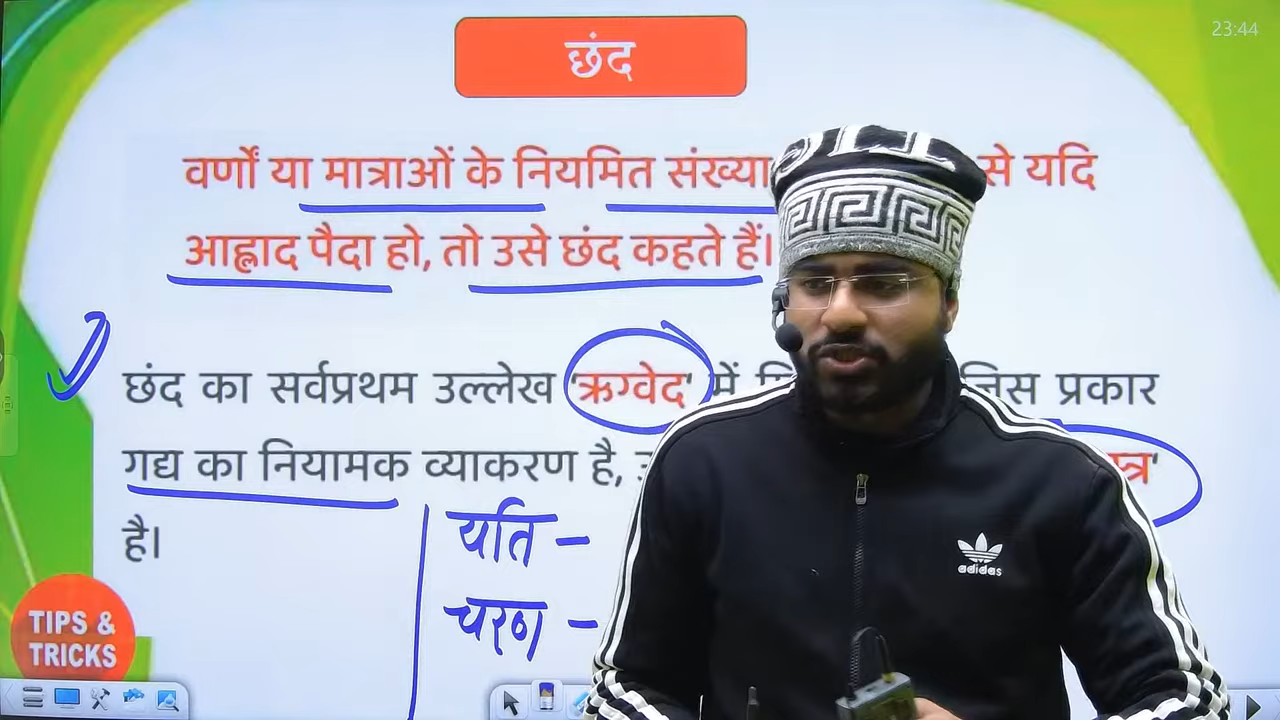 23:44
छंद
वर्णों या मात्राओं के नियमित संख्या से यदि
आह्लाद पैदा हो, तो उसे छंद कहते हैं।
छंद का सर्वप्रथम उल्लेख 'ऋग्वेद' में जिस प्रकार
गद्य का नियामक व्याकरण है,
है।
यति –
चरण –
TIPS &
TRICKS
adidas